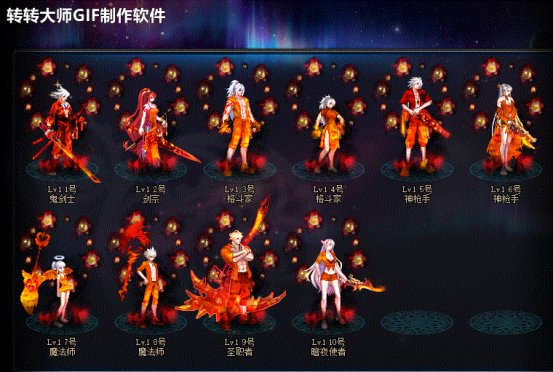 转转大师GIF制作软件
Lv1 1号
鬼剑士
Lv1 2号
剑宗
Lv1 3号
格斗家
Lv1 4号
格斗家
Lv1 5号
神枪手
Lv1 6号
神枪手
Lv1 7号
魔法师
Lv1 8号
魔法师
Lv1 9号
圣职者
Lv1 10号
暗夜使者